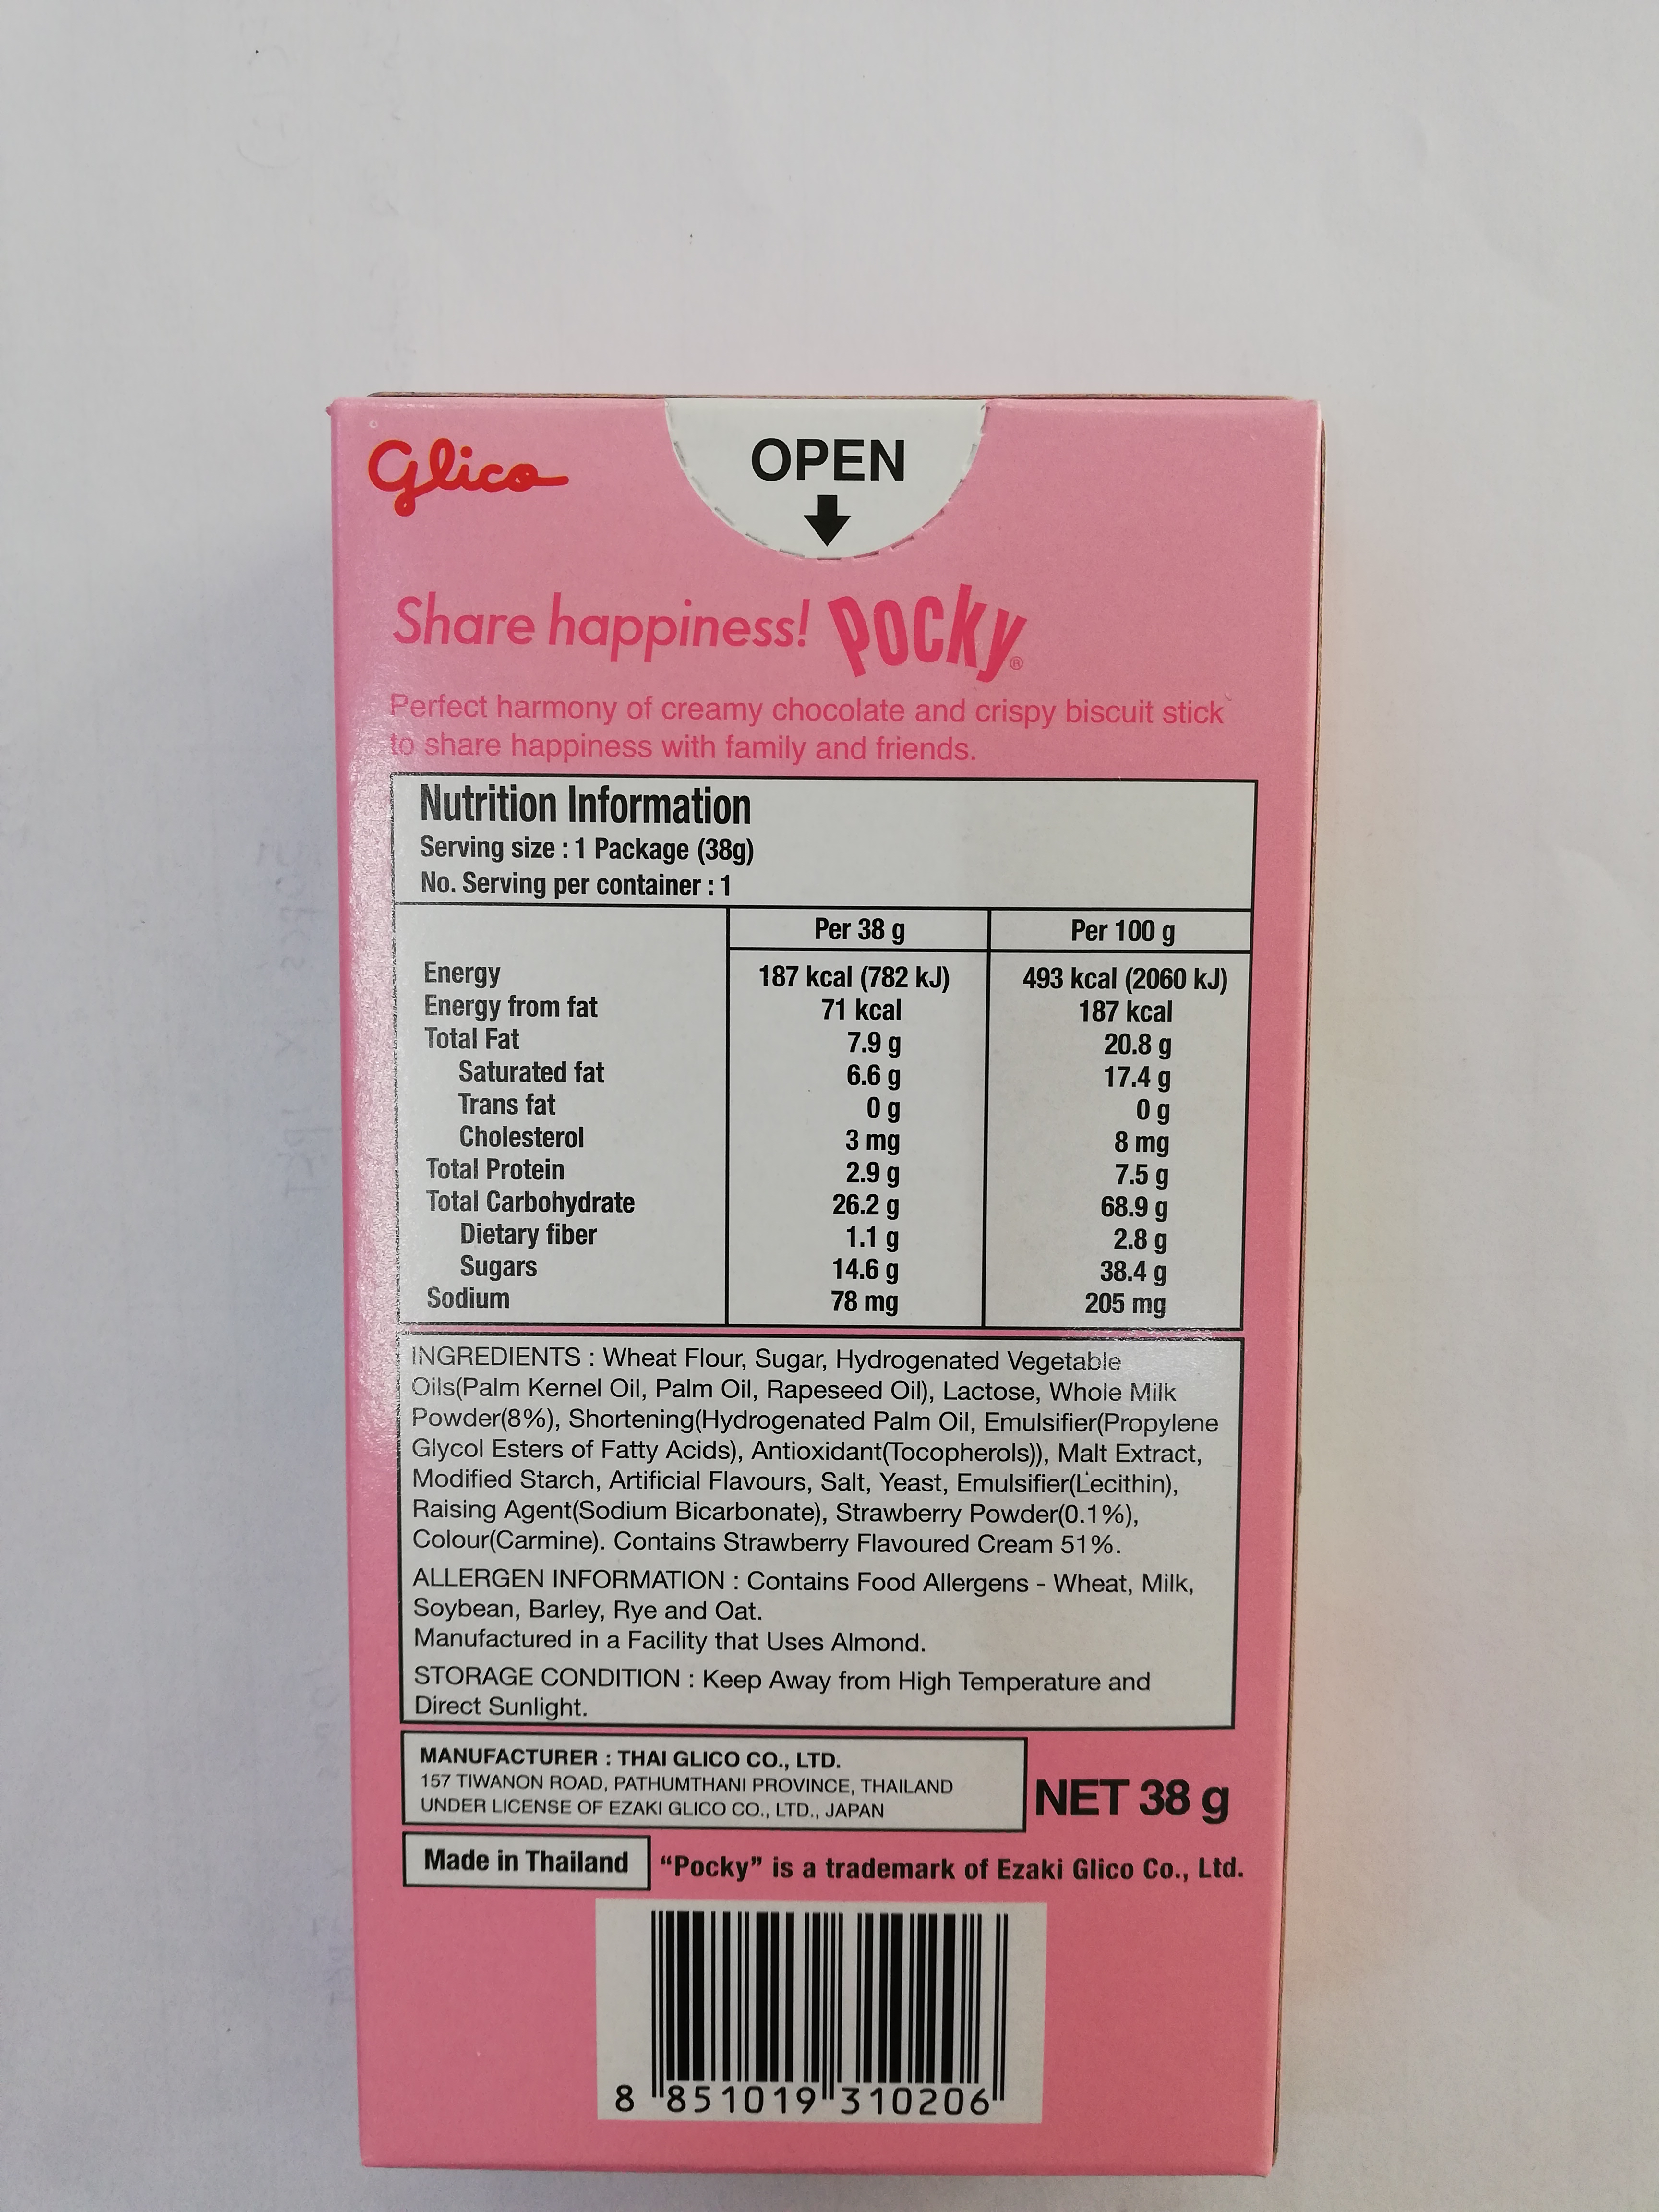 Glico
OPEN
Share happiness! Pocky®
Perfect harmony of creamy chocolate and crispy biscuit stick
to share happiness with family and friends.
Nutrition Information
Serving size : 1 Package (38g)
No. Serving per container : 1
Per 38 g Per 100 g
Energy 187 kcal (782 kJ) 493 kcal (2060 kJ)
Energy from fat 71 kcal 187 kcal
Total Fat 7.9 g 20.8 g
Saturated fat 6.6 g 17.4 g
Trans fat 0 g 0 g
Cholesterol 3 mg 8 mg
Total Protein 2.9 g 7.5 g
Total Carbohydrate 26.2 g 68.9 g
Dietary fiber 1.1 g 2.8 g
Sugars 14.6 g 38.4 g
Sodium 78 mg 205 mg
INGREDIENTS : Wheat Flour, Sugar, Hydrogenated Vegetable
Oils(Palm Kernel Oil, Palm Oil, Rapeseed Oil), Lactose, Whole Milk
Powder(8%), Shortening(Hydrogenated Palm Oil, Emulsifier(Propylene
Glycol Esters of Fatty Acids), Antioxidant(Tocopherols)), Malt Extract,
Modified Starch, Artificial Flavours, Salt, Yeast, Emulsifier(Lecithin),
Raising Agent(Sodium Bicarbonate), Strawberry Powder(0.1%),
Colour(Carmine). Contains Strawberry Flavoured Cream 51%.
ALLERGEN INFORMATION : Contains Food Allergens - Wheat, Milk,
Soybean, Barley, Rye and Oat.
Manufactured in a Facility that Uses Almond.
STORAGE CONDITION : Keep Away from High Temperature and
Direct Sunlight.
MANUFACTURER : THAI GLICO CO., LTD.
157 TIWANON ROAD, PATHUMTHANI PROVINCE, THAILAND
UNDER LICENSE OF EZAKI GLICO CO., LTD., JAPAN
NET 38 g
Made in Thailand
“Pocky” is a trademark of Ezaki Glico Co., Ltd.
8 851019 310206